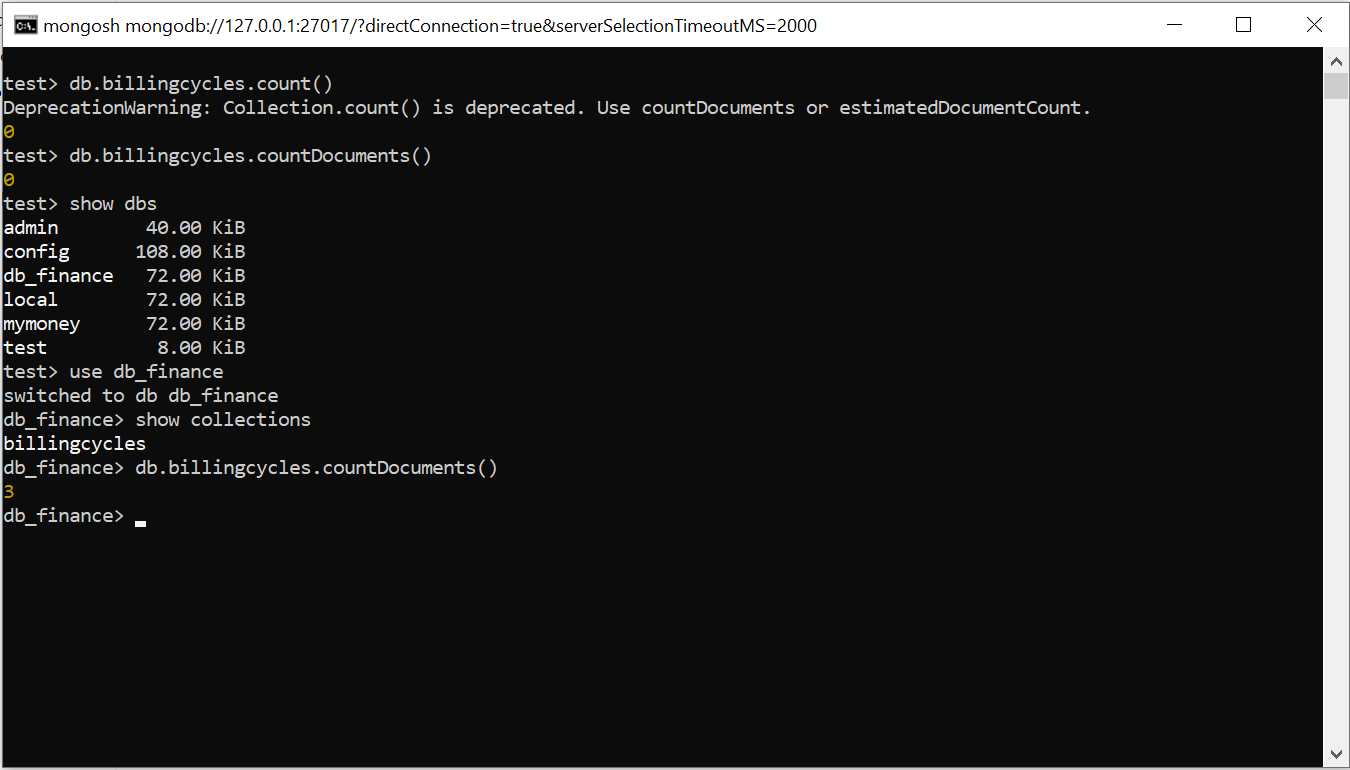 mongosh mongodb://127.0.0.1:27017/?directConnection=true&serverSelectionTimeoutMS=2000
test> db.billingcycles.count()
DeprecationWarning: Collection.count() is deprecated. Use countDocuments or estimatedDocumentCount.
0
test> db.billingcycles.countDocuments()
0
test> show dbs
admin        40.00 KiB
config      108.00 KiB
db_finance   72.00 KiB
local        72.00 KiB
mymoney      72.00 KiB
test          8.00 KiB
test> use db_finance
switched to db db_finance
db_finance> show collections
billingcycles
db_finance> db.billingcycles.countDocuments()
3
db_finance>